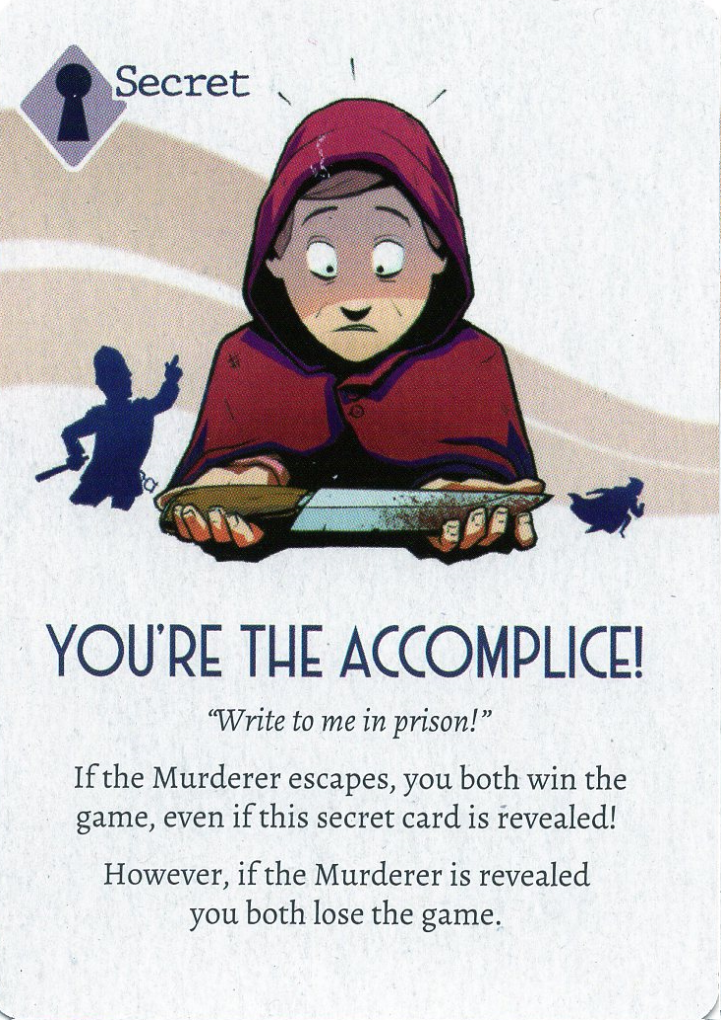 Secret
YOU'RE THE ACCOMPLICE!
“Write to me in prison!”
If the Murderer escapes, you both win the
game, even if this secret card is revealed!
However, if the Murderer is revealed
you both lose the game.